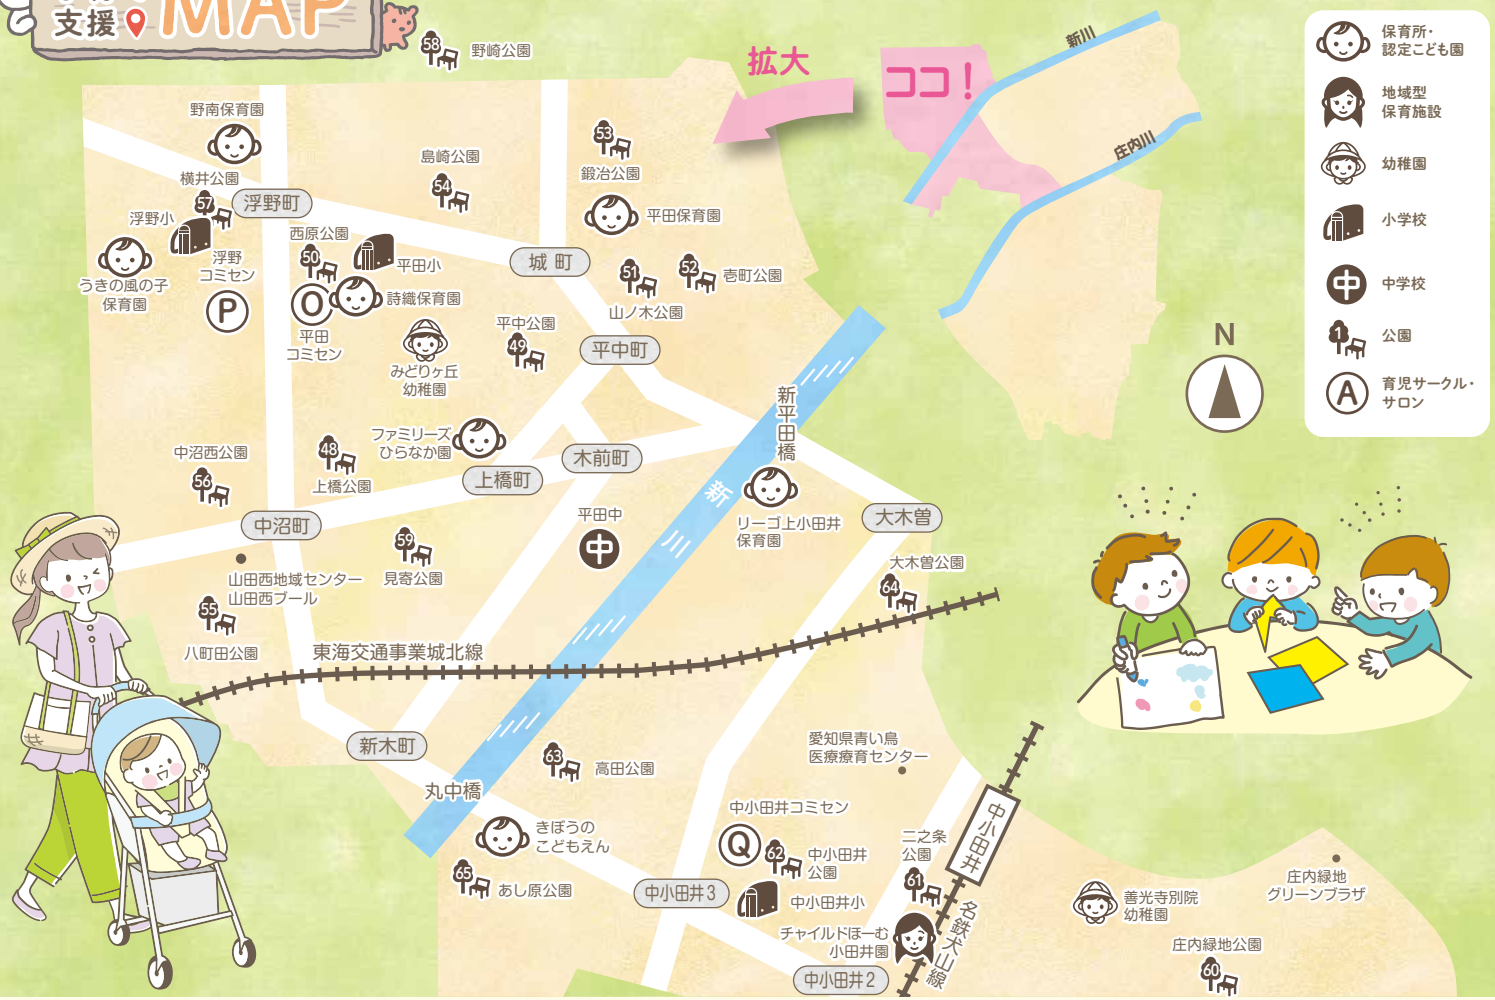 支援
MAP
58
野崎公園
拡大
ココ！
新川
庄内川
保育所・
認定こども園
地域型
保育施設
幼稚園
小学校
中
中学校
1
公園
A
育児サークル・
サロン
N
野南保育園
横井公園
57
浮野町
浮野小
浮野
コミセン
P
うきの風の子
保育園
島崎公園
54
53
鍛冶公園
平田保育園
西原公園
50
平田小
O
詩織保育園
平田
コミセン
城町
51
山ノ木公園
52
壱町公園
みどりヶ丘
幼稚園
平中公園
49
平中町
新平田橋
ファミリーズ
ひらなか園
木前町
上橋町
中沼西公園
56
48
上橋公園
中沼町
平田中
中
新川
リーゴ上小田井
保育園
大木曽
大木曽公園
64
59
見寄公園
山田西地域センター
山田西プール
55
八町田公園
東海交通事業城北線
新木町
63
高田公園
丸中橋
きぼうの
こどもえん
65
あし原公園
愛知県青い鳥
医療療育センター
中小田井コミセン
Q
62
中小田井
公園
中小田井3
中小田井小
二之条
公園
61
中小田井
名鉄犬山線
チャイルドほーむ
小田井園
中小田井2
善光寺別院
幼稚園
庄内緑地
グリーンプラザ
庄内緑地公園
60